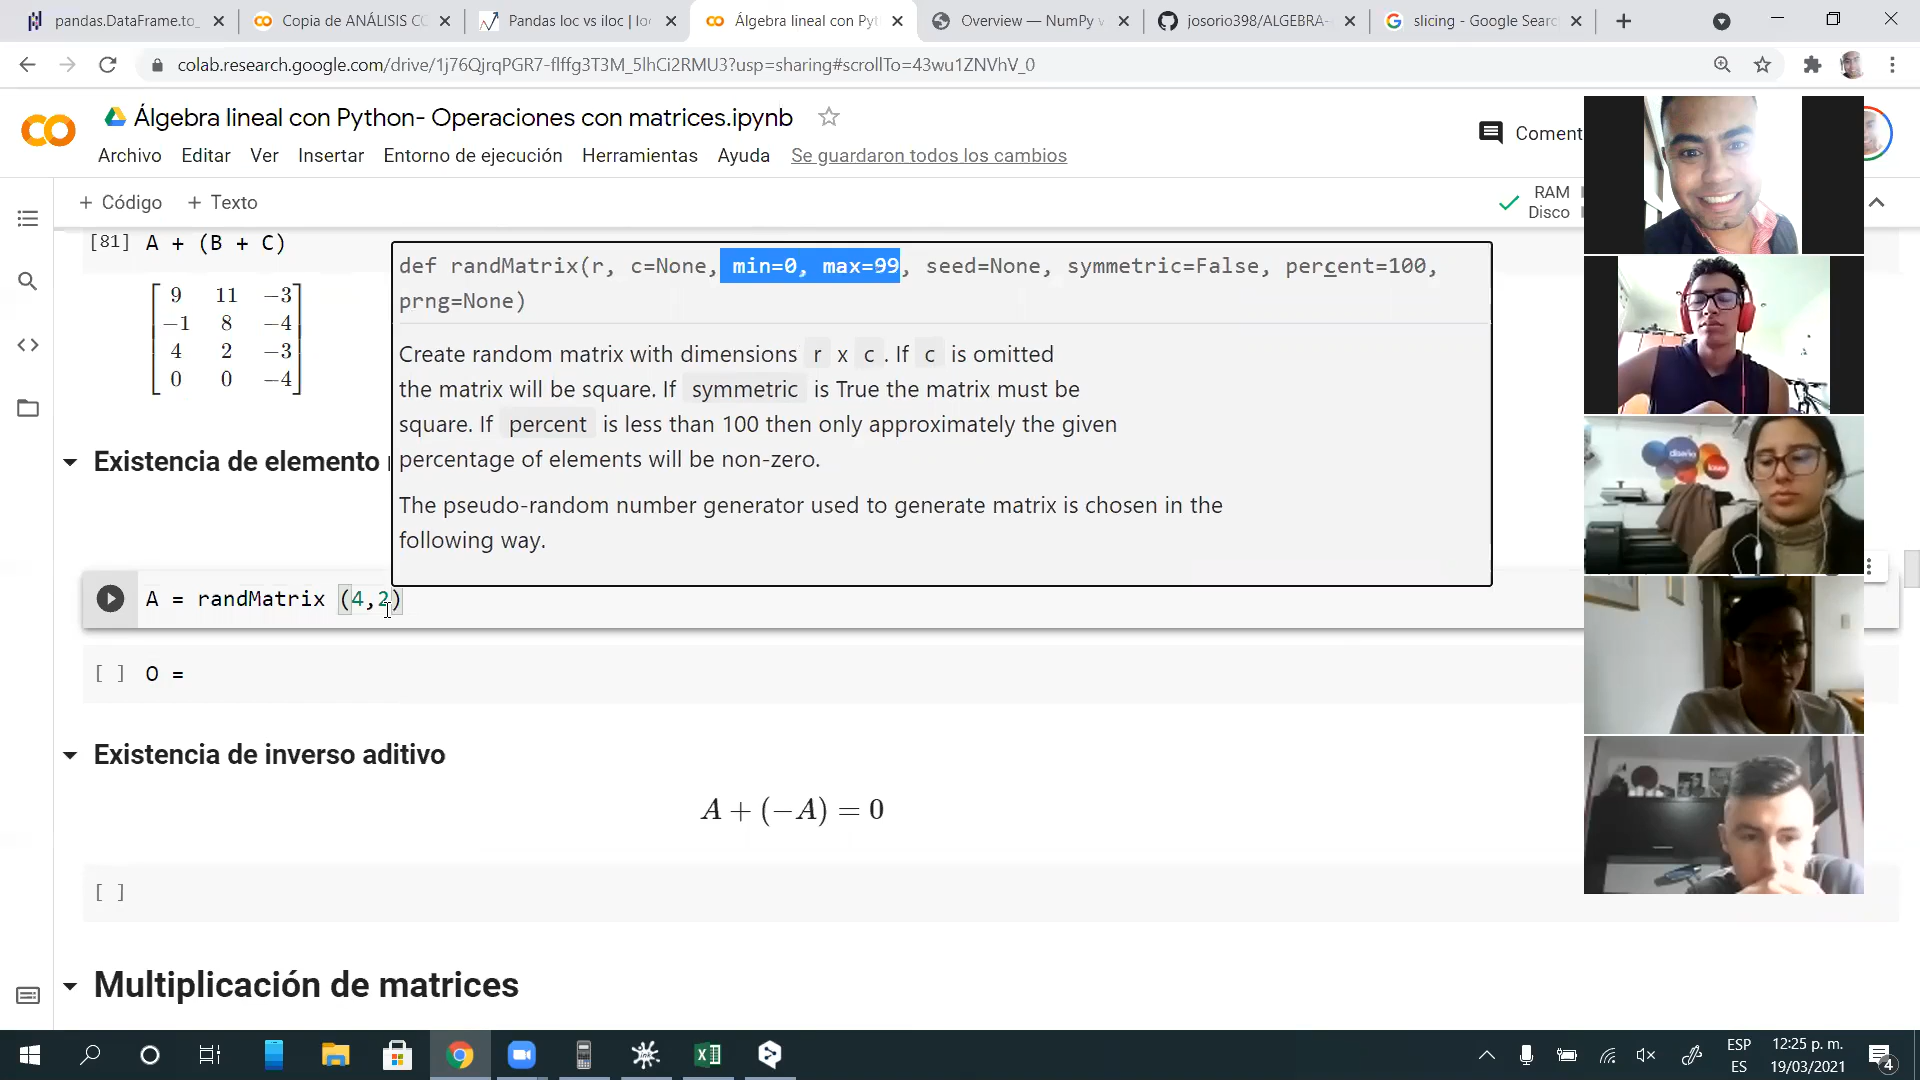 pandas.DataFrame.to_
Copia de ANÁLISIS CO
Pandas loc vs iloc | loc
Álgebra lineal con Pyt
Overview — NumPy v
josorio398/ALGEBRA-
slicing - Google Searc
colab.research.google.com/drive/1j76QjrqPGR7-flffg3T3M_5lhCi2RMU3?usp=sharing#scrollTo=43wu1ZNVhV_0
Álgebra lineal con Python- Operaciones con matrices.ipynb
Coment
Archivo Editar Ver Insertar Entorno de ejecución Herramientas Ayuda Se guardaron todos los cambios
+ Código + Texto
RAM
Disco
[81] A + (B + C)
9 11 −3
−1 8 −4
4 2 −3
0 0 −4
def randMatrix(r, c=None, min=0, max=99, seed=None, symmetric=False, percent=100,
prng=None)
Create random matrix with dimensions r x c . If c is omitted
the matrix will be square. If symmetric is True the matrix must be
square. If percent is less than 100 then only approximately the given
percentage of elements will be non-zero.
The pseudo-random number generator used to generate matrix is chosen in the
following way.
Existencia de elemento
A = randMatrix (4,2)
[ ] O =
Existencia de inverso aditivo
A + (−A) = 0
[ ]
Multiplicación de matrices
ESP
ES
12:25 p. m.
19/03/2021
4